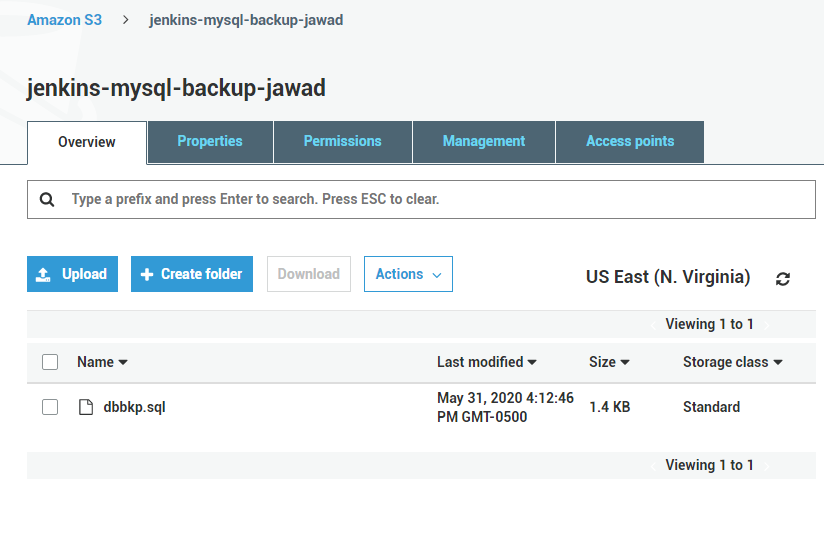 Amazon S3 > jenkins-mysql-backup-jawad
jenkins-mysql-backup-jawad
Overview Properties Permissions Management Access points
Type a prefix and press Enter to search. Press ESC to clear.
Upload + Create folder Download Actions US East (N. Virginia)
Viewing 1 to 1
Name Last modified Size Storage class
dbbkp.sql May 31, 2020 4:12:46 PM GMT-0500 1.4 KB Standard
Viewing 1 to 1